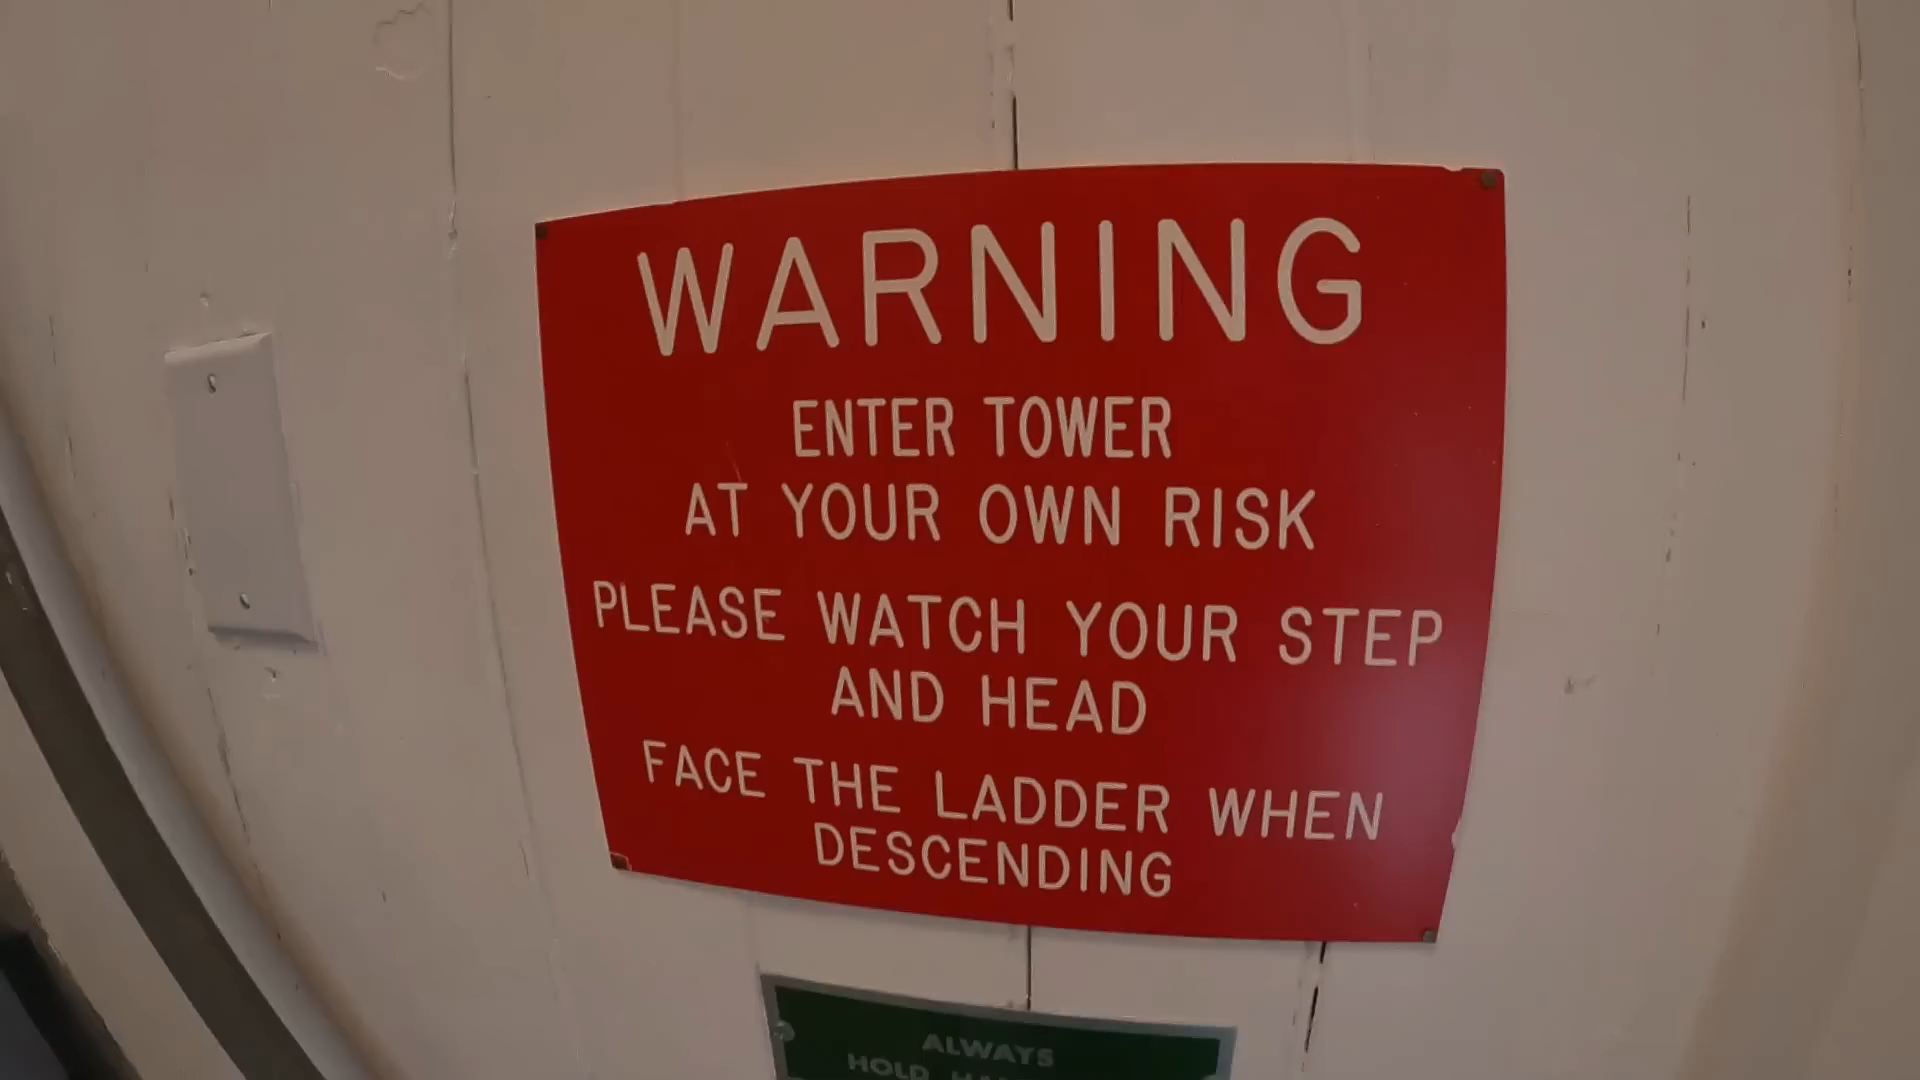 WARNING
ENTER TOWER
AT YOUR OWN RISK
PLEASE WATCH YOUR STEP
AND HEAD
FACE THE LADDER WHEN
DESCENDING
ALWAYS
HOLD